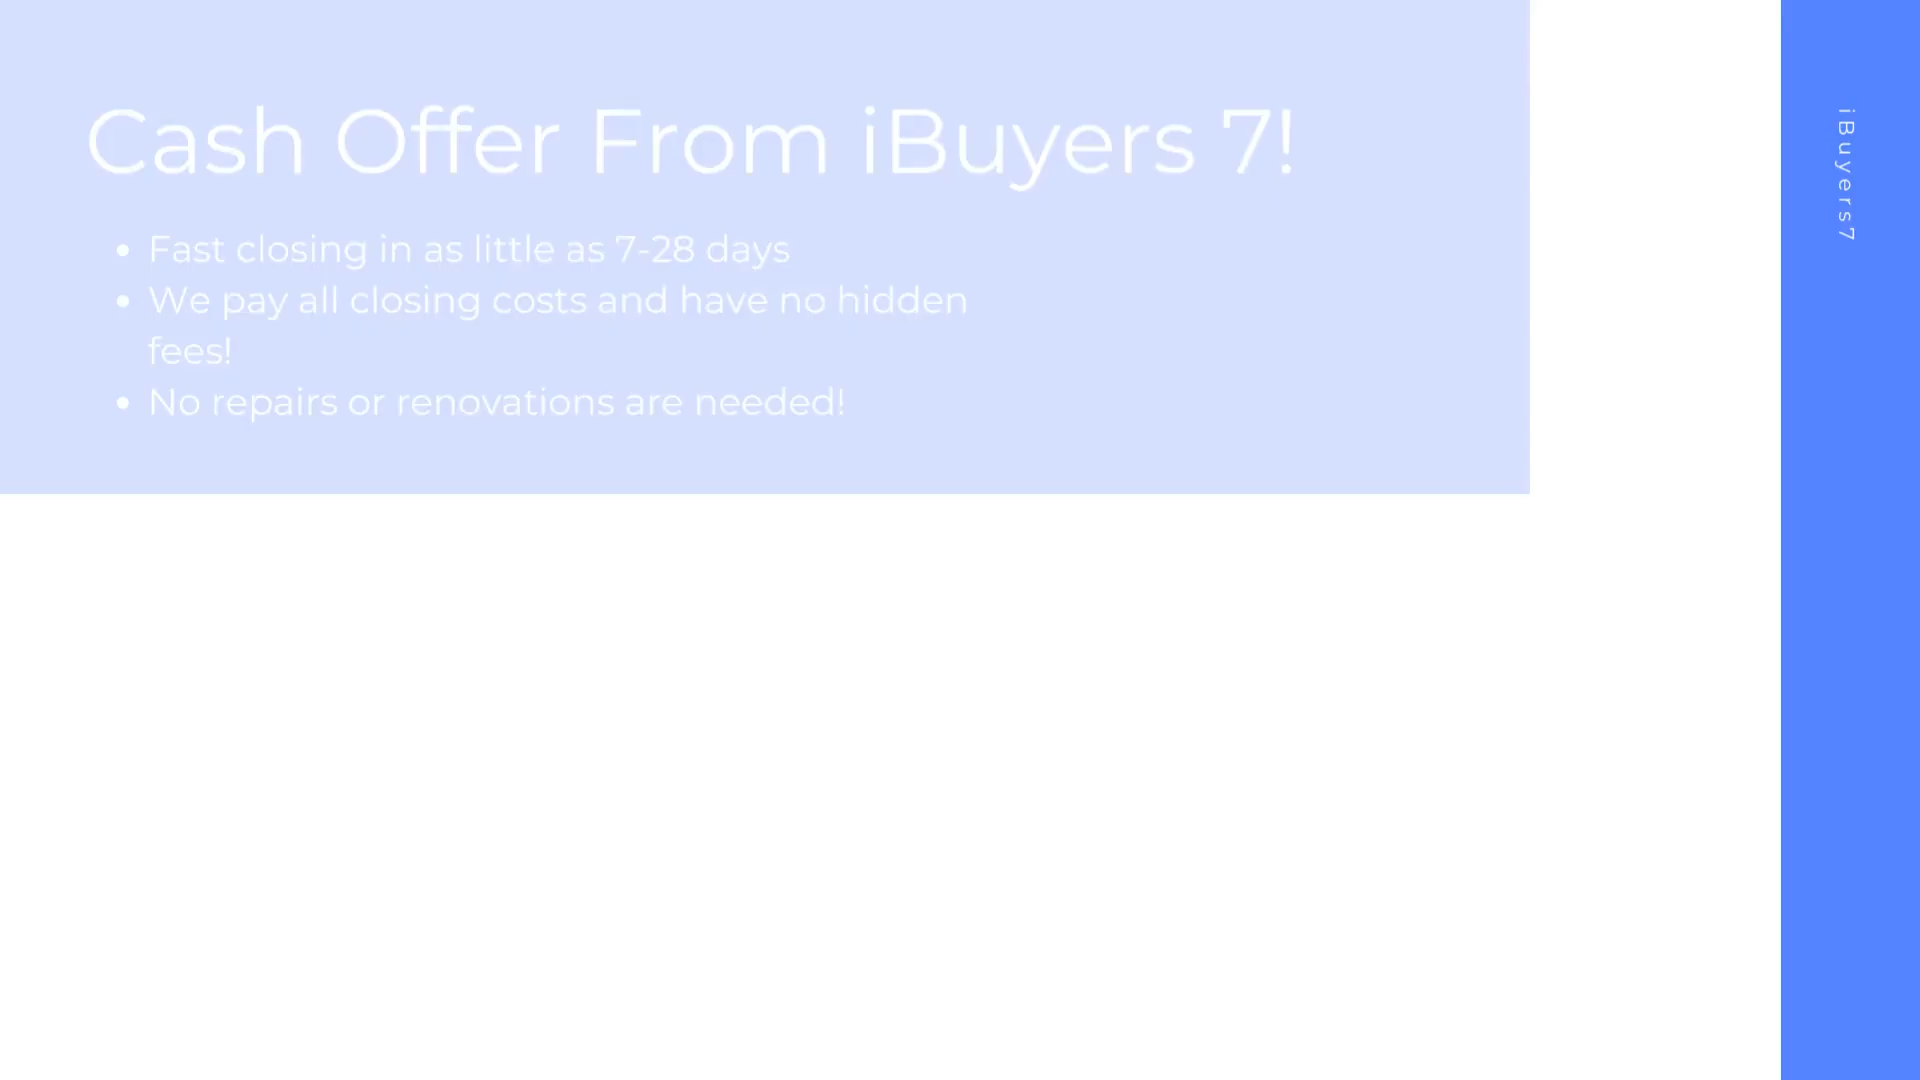 Cash Offer From iBuyers 7!
• Fast closing in as little as 7-28 days
• We pay all closing costs and have no hidden
fees!
• No repairs or renovations are needed!
iBuyers7